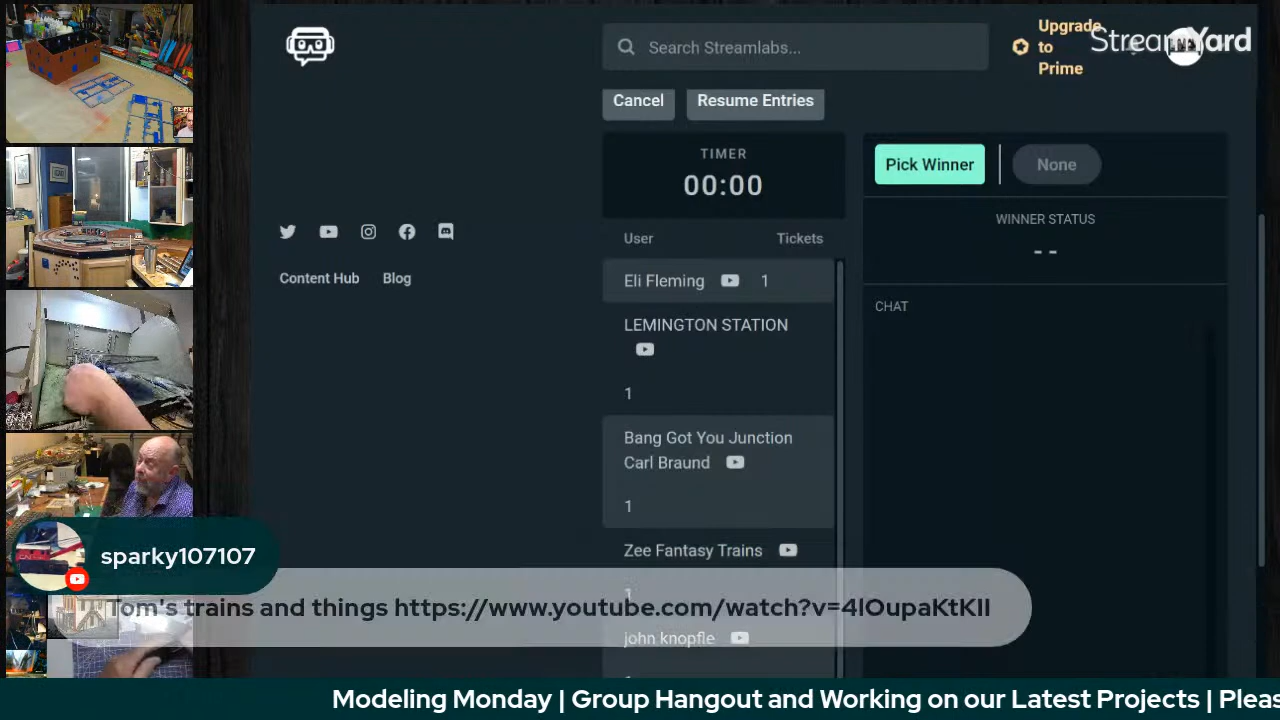 Search Streamlabs...
Upgrade
to
Prime
StreamYard
Cancel
Resume Entries
TIMER
00:00
Pick Winner
None
WINNER STATUS
--
User
Tickets
Eli Fleming
1
LEMINGTON STATION
1
Bang Got You Junction
Carl Braund
1
Zee Fantasy Trains
1
john knopfle
CHAT
Content Hub
Blog
sparky107107
Tom's trains and things https://www.youtube.com/watch?v=4lOupaKtKII
Modeling Monday | Group Hangout and Working on our Latest Projects | Pleas